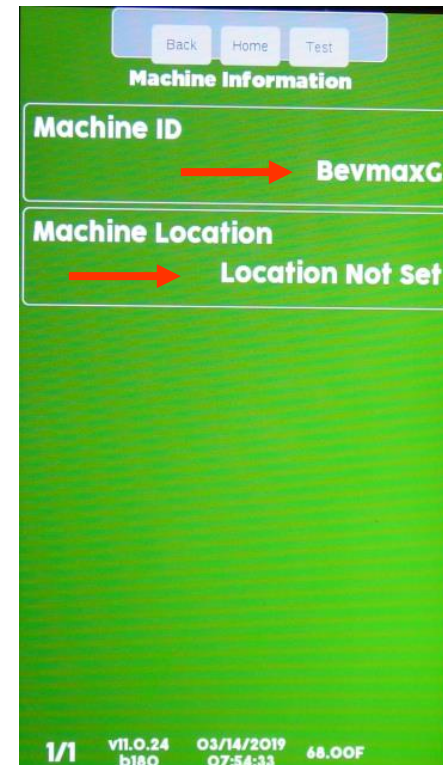 Back Home Test
Machine Information
Machine ID
BevmaxG
Machine Location
Location Not Set
1/1 v11.0.24 03/14/2019 68.00F
b180 07:54:33